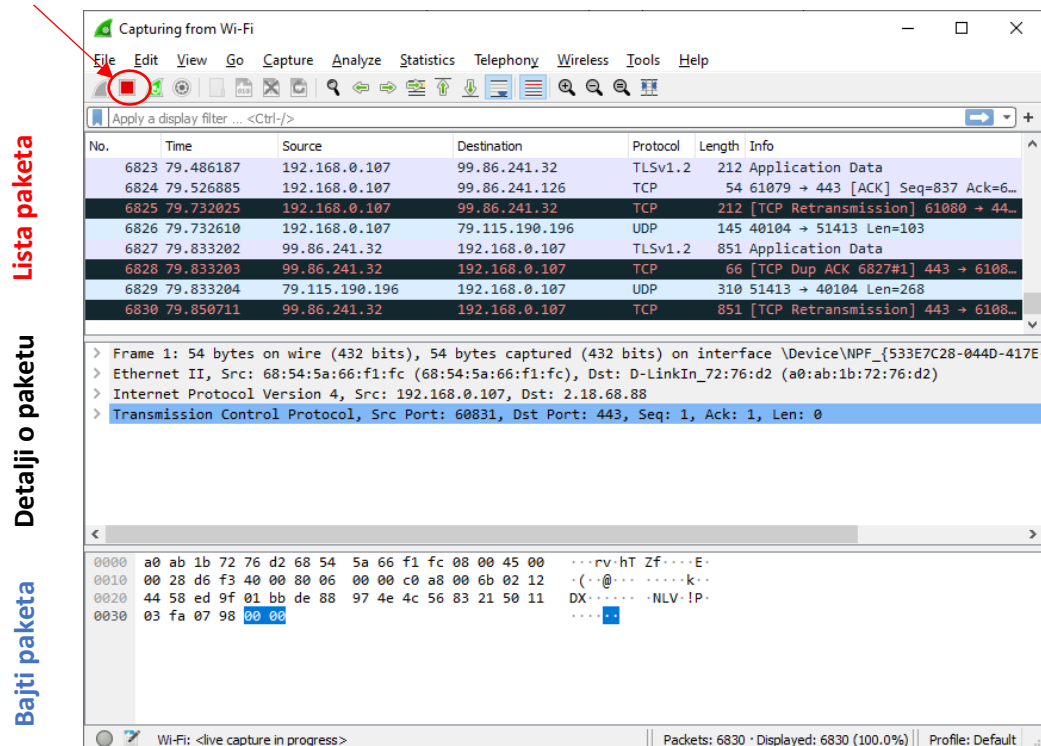 Capturing from Wi-Fi
File Edit View Go Capture Analyze Statistics Telephony Wireless Tools Help
Apply a display filter ... <Ctrl-/>
No. Time Source Destination Protocol Length Info
6823 79.486187 192.168.0.107 99.86.241.32 TLSv1.2 212 Application Data
6824 79.526885 192.168.0.107 99.86.241.126 TCP 54 61079 → 443 [ACK] Seq=837 Ack=6…
6825 79.732025 192.168.0.107 99.86.241.32 TCP 212 [TCP Retransmission] 61080 → 44…
6826 79.732610 192.168.0.107 79.115.190.196 UDP 145 40104 → 51413 Len=103
6827 79.833202 99.86.241.32 192.168.0.107 TLSv1.2 851 Application Data
6828 79.833203 99.86.241.32 192.168.0.107 TCP 66 [TCP Dup ACK 6827#1] 443 → 6108…
6829 79.833204 79.115.190.196 192.168.0.107 UDP 310 51413 → 40104 Len=268
6830 79.850711 99.86.241.32 192.168.0.107 TCP 851 [TCP Retransmission] 443 → 6108…
Lista paketa
> Frame 1: 54 bytes on wire (432 bits), 54 bytes captured (432 bits) on interface \Device\NPF_{533E7C28-044D-417E
> Ethernet II, Src: 68:54:5a:66:f1:fc (68:54:5a:66:f1:fc), Dst: D-LinkIn_72:76:d2 (a0:ab:1b:72:76:d2)
> Internet Protocol Version 4, Src: 192.168.0.107, Dst: 2.18.68.88
> Transmission Control Protocol, Src Port: 60831, Dst Port: 443, Seq: 1, Ack: 1, Len: 0
Detalji o paketu
0000 a0 ab 1b 72 76 d2 68 54 5a 66 f1 fc 08 00 45 00 ···rv·hT Zf····E·
0010 00 28 d6 f3 40 00 80 06 00 00 c0 a8 00 6b 02 12 ·(··@··· ·····k··
0020 44 58 ed 9f 01 bb de 88 97 4e 4c 56 83 21 50 11 DX······ ·NLV·!P·
0030 03 fa 07 98 00 00 ······
Bajti paketa
Wi-Fi: <live capture in progress> Packets: 6830 · Displayed: 6830 (100.0%) Profile: Default